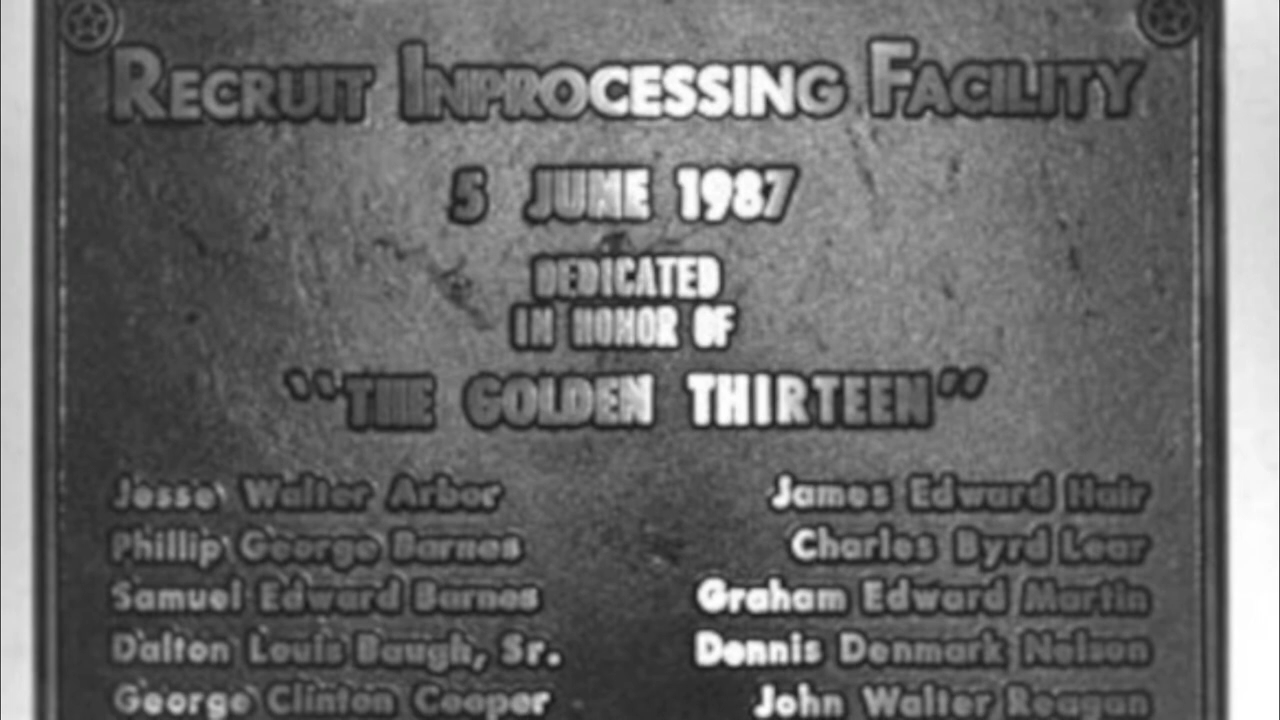 RECRUIT INPROCESSING FACILITY
5 JUNE 1987
DEDICATED
IN HONOR OF
"THE GOLDEN THIRTEEN"
Jesse Walter Arbor James Edward Hair
Phillip George Barnes Charles Byrd Lear
Samuel Edward Barnes Graham Edward Martin
Dalton Louis Baugh, Sr. Dennis Denmark Nelson
George Clinton Cooper John Walter Reagan